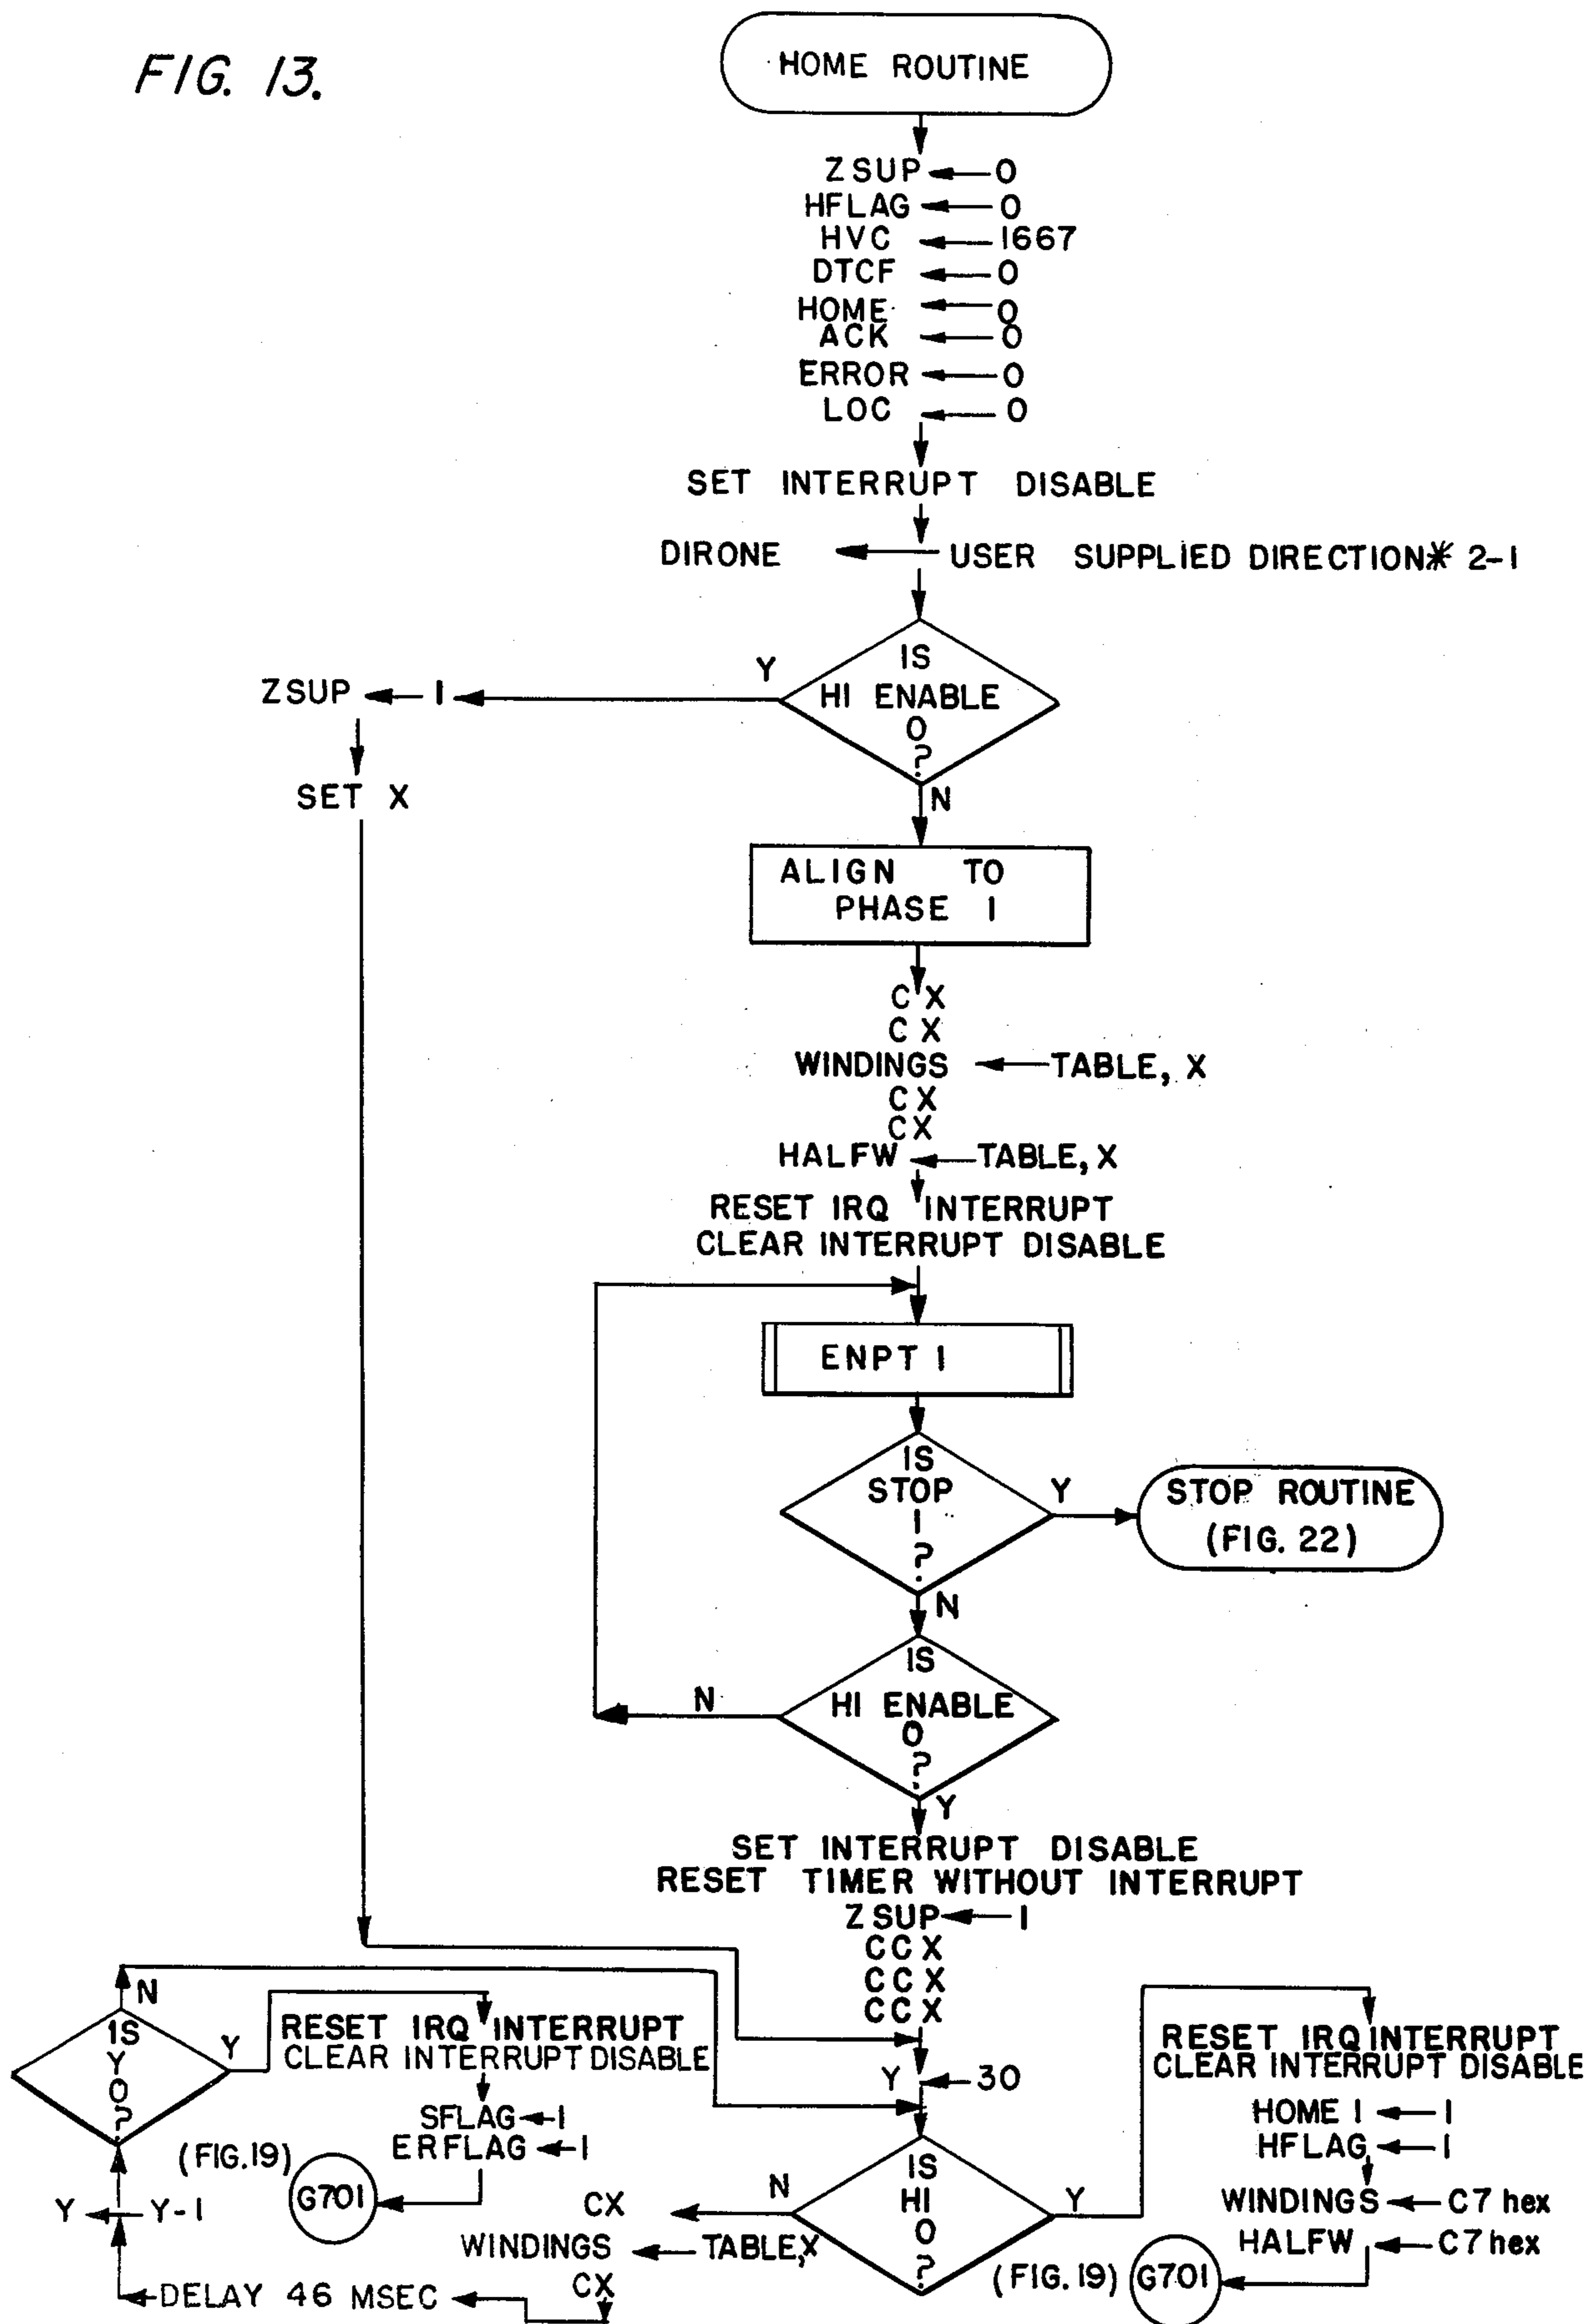 FIG. 13.
HOME ROUTINE
ZSUP ← 0
HFLAG ← 0
HVC ← 1667
DTCF ← 0
HOME ← 0
ACK ← 0
ERROR ← 0
LOC ← 0
SET INTERRUPT DISABLE
DIRONE ← USER SUPPLIED DIRECTION* 2-1
IS
HI ENABLE
0
?
Y
N
ZSUP ← 1
SET X
ALIGN TO
PHASE 1
CX
CX
WINDINGS ← TABLE, X
CX
CX
HALFW ← TABLE, X
RESET IRQ INTERRUPT
CLEAR INTERRUPT DISABLE
ENPT 1
IS
STOP
1
?
Y
STOP ROUTINE
(FIG. 22)
N
IS
HI ENABLE
0
?
N
Y
SET INTERRUPT DISABLE
RESET TIMER WITHOUT INTERRUPT
ZSUP ← 1
CCX
CCX
CCX
Y ← 30
IS
HI
0
?
Y
RESET IRQ INTERRUPT
CLEAR INTERRUPT DISABLE
HOME 1 ← 1
HFLAG ← 1
WINDINGS ← C7 hex
HALFW ← C7 hex
(FIG. 19) G701
N
CX
WINDINGS ← TABLE,X
CX
DELAY 46 MSEC
Y ← Y-1
IS
Y
0
?
N
Y
RESET IRQ INTERRUPT
CLEAR INTERRUPT DISABLE
SFLAG ← 1
ERFLAG ← 1
(FIG.19) G701